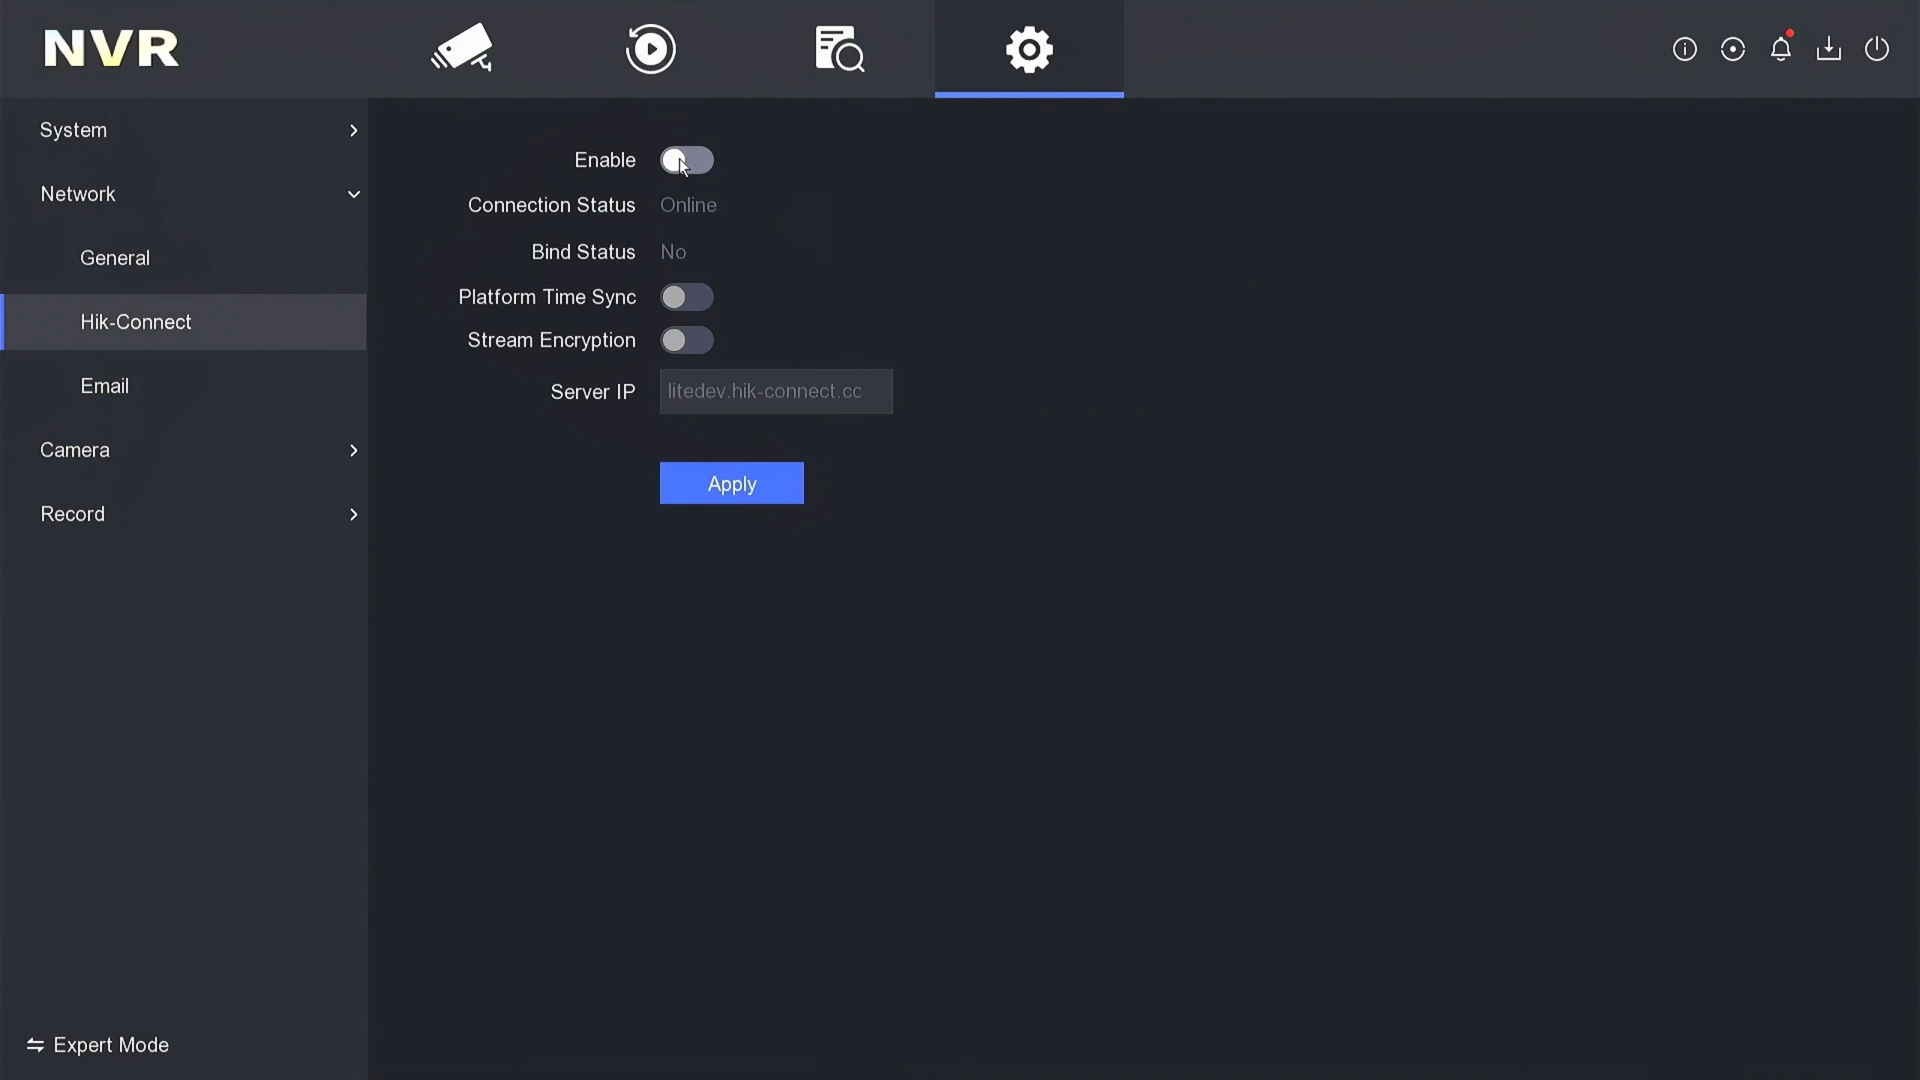 NVR
System
Network
General
Hik-Connect
Email
Camera
Record
Expert Mode
Enable
Connection Status Online
Bind Status No
Platform Time Sync
Stream Encryption
Server IP litedev.hik-connect.cc
Apply